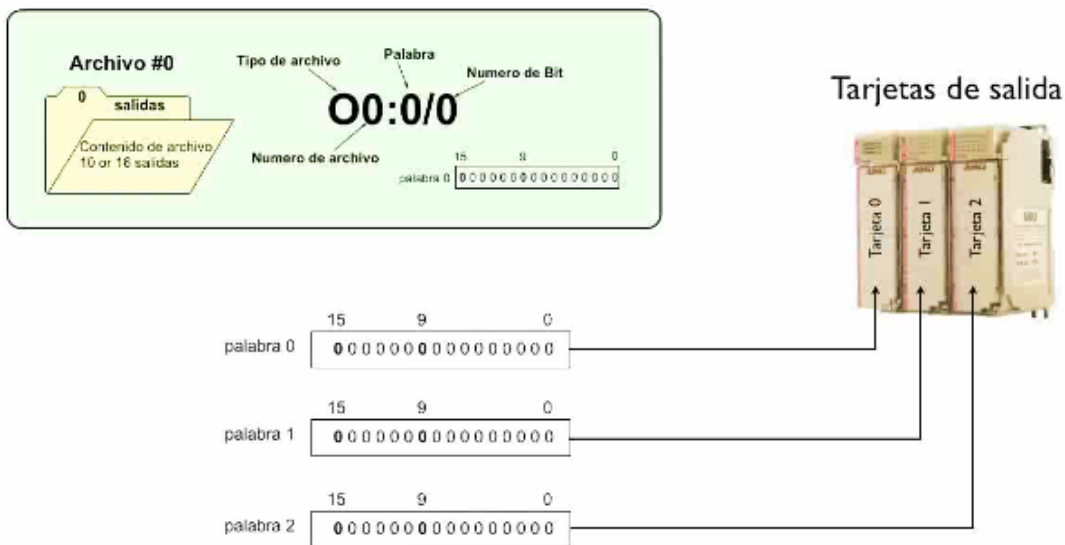 Archivo #0
0
salidas
Contenido de archivo
10 or 16 salidas
Tipo de archivo
Palabra
Numero de Bit
O0:0/0
Numero de archivo
15 9 0
palabra 0 0000000000000000
Tarjetas de salida
Tarjeta 0
Tarjeta 1
Tarjeta 2
15 9 0
palabra 0 0000000000000000
15 9 0
palabra 1 0000000000000000
15 9 0
palabra 2 0000000000000000